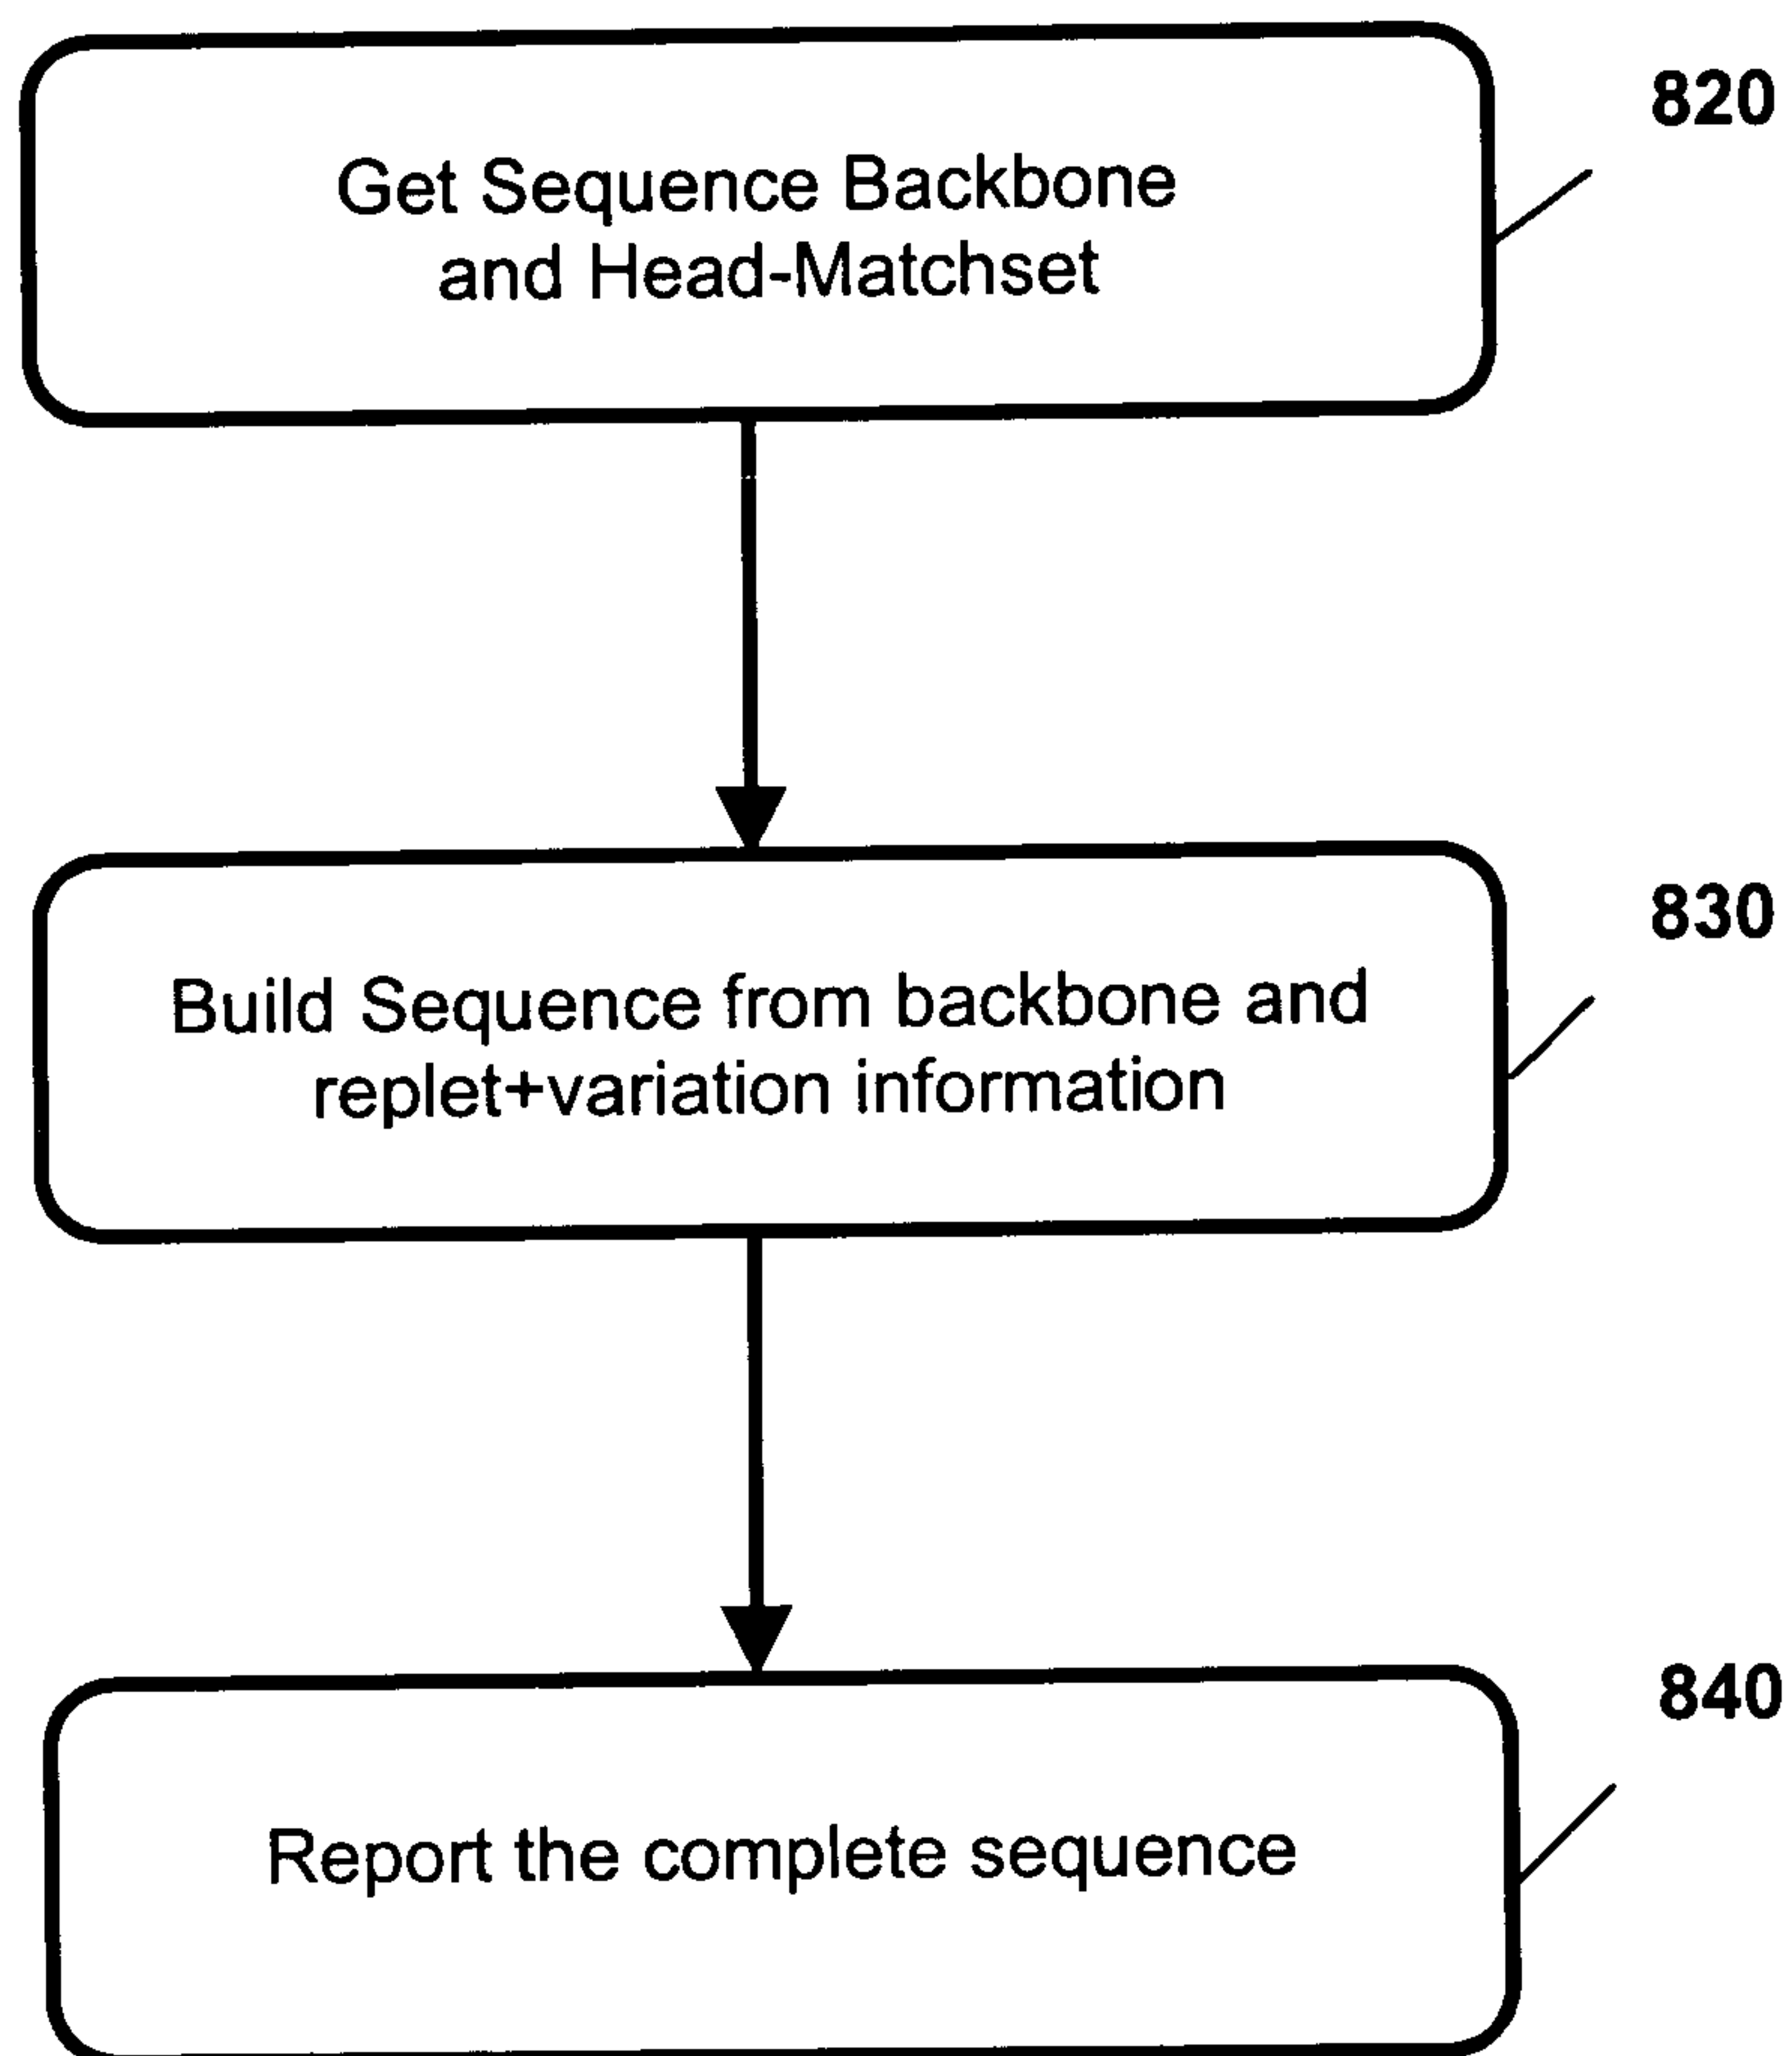 820
Get Sequence Backbone
and Head-Matchset
830
Build Sequence from backbone and
replet+variation information
840
Report the complete sequence